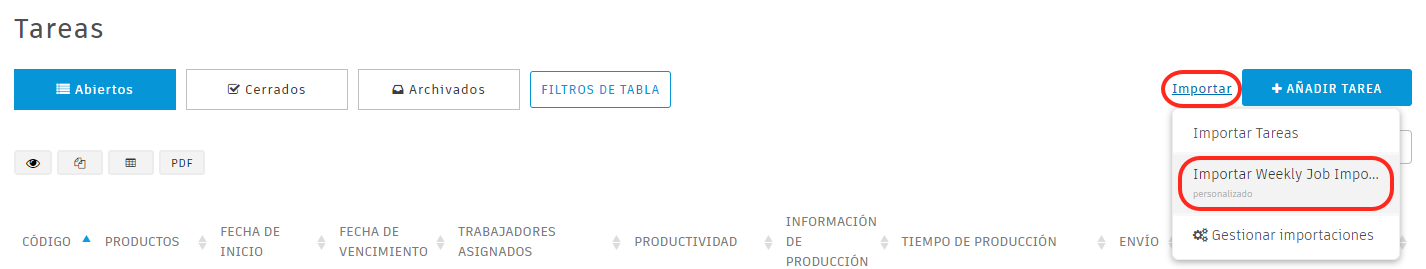 Tareas
Abiertos
Cerrados
Archivados
FILTROS DE TABLA
Importar
AÑADIR TAREA
Importar Tareas
Importar Weekly Job Impo...
personalizado
Gestionar importaciones
PDF
CÓDIGO
PRODUCTOS
FECHA DE
INICIO
FECHA DE
VENCIMIENTO
TRABAJADORES
ASIGNADOS
PRODUCTIVIDAD
INFORMACIÓN
DE
PRODUCCIÓN
TIEMPO DE PRODUCCIÓN
ENVÍO